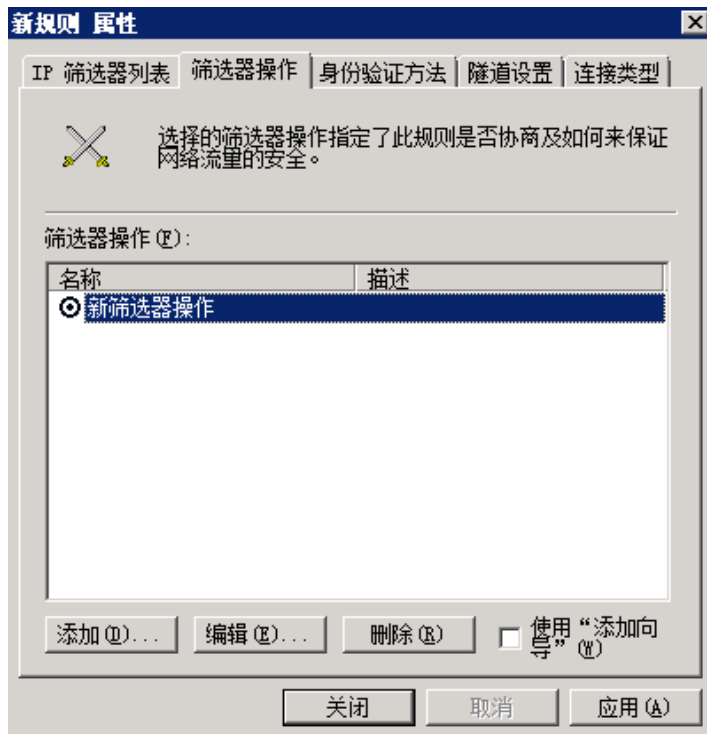 新规则 属性
IP 筛选器列表 筛选器操作 身份验证方法 隧道设置 连接类型
选择的筛选器操作指定了此规则是否协商及如何来保证
网络流量的安全。
筛选器操作(F):
名称 描述
新筛选器操作
添加(D)... 编辑(E)... 删除(R) 使用“添加向
导”(W)
关闭 取消 应用(A)